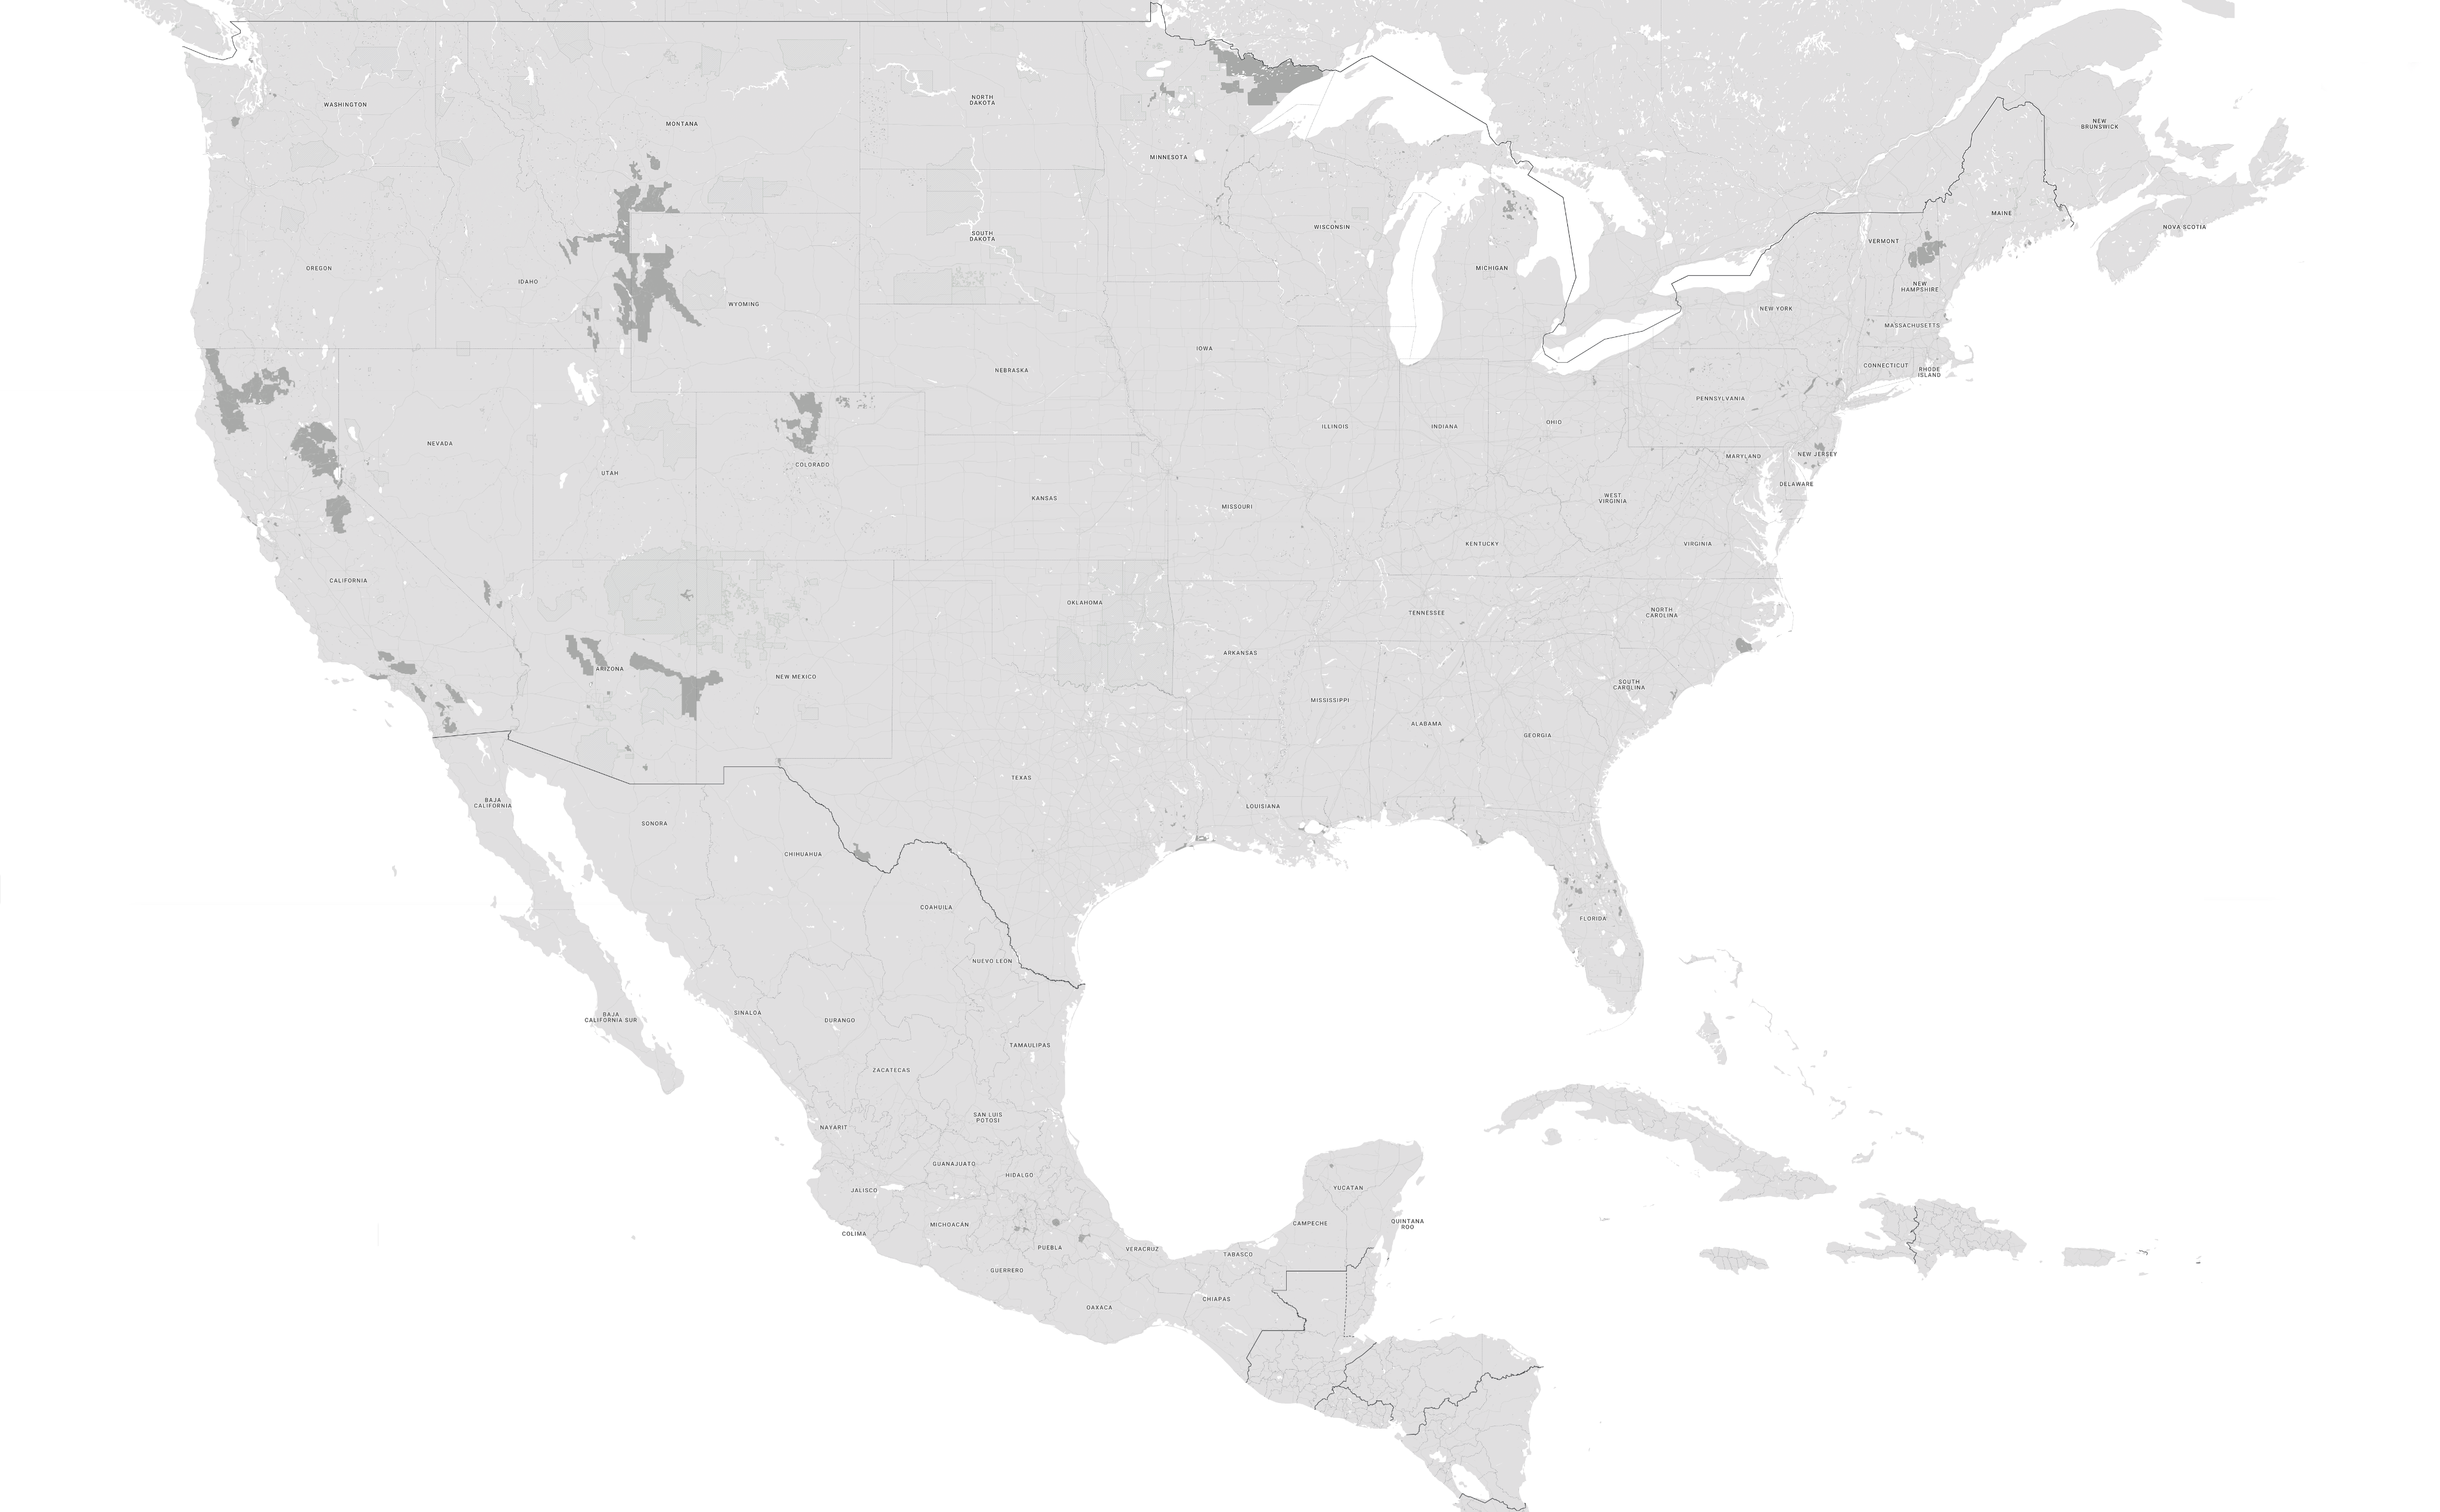 WASHINGTON
MONTANA
NORTH
DAKOTA
MINNESOTA
NEW
BRUNSWICK
MAINE
NOVA SCOTIA
WISCONSIN
SOUTH
DAKOTA
VERMONT
OREGON
IDAHO
MICHIGAN
NEW
HAMPSHIRE
WYOMING
NEW YORK
MASSACHUSETTS
IOWA
CONNECTICUT
RHODE
ISLAND
NEBRASKA
PENNSYLVANIA
NEVADA
ILLINOIS
INDIANA
OHIO
UTAH
COLORADO
MARYLAND
NEW JERSEY
DELAWARE
KANSAS
MISSOURI
WEST
VIRGINIA
KENTUCKY
VIRGINIA
CALIFORNIA
OKLAHOMA
TENNESSEE
NORTH
CAROLINA
ARIZONA
NEW MEXICO
ARKANSAS
SOUTH
CAROLINA
MISSISSIPPI
ALABAMA
GEORGIA
TEXAS
BAJA
CALIFORNIA
SONORA
LOUISIANA
CHIHUAHUA
COAHUILA
FLORIDA
NUEVO LEON
BAJA
CALIFORNIA SUR
SINALOA
DURANGO
TAMAULIPAS
ZACATECAS
SAN LUIS
POTOSI
NAYARIT
GUANAJUATO
HIDALGO
JALISCO
YUCATAN
MICHOACÁN
CAMPECHE
QUINTANA
ROO
COLIMA
PUEBLA
VERACRUZ
TABASCO
GUERRERO
CHIAPAS
OAXACA